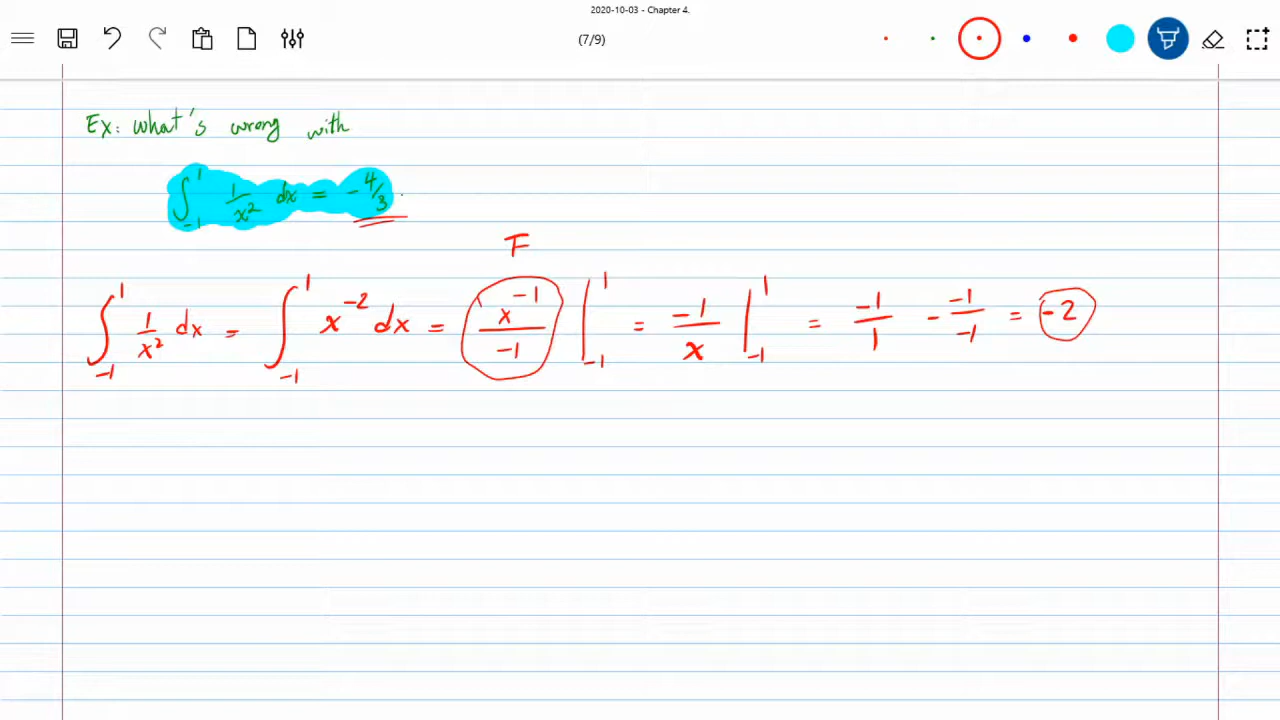 2020-10-03 - Chapter 4.
(7/9)
Ex: what's wrong with
∫_{-1}^{1} 1/x² dx = -4/3 .
F
∫_{-1}^{1} 1/x² dx = ∫_{-1}^{1} x^{-2} dx = x^{-1}/-1 |_{-1}^{1} = -1/x |_{-1}^{1} = -1/1 - -1/-1 = -2